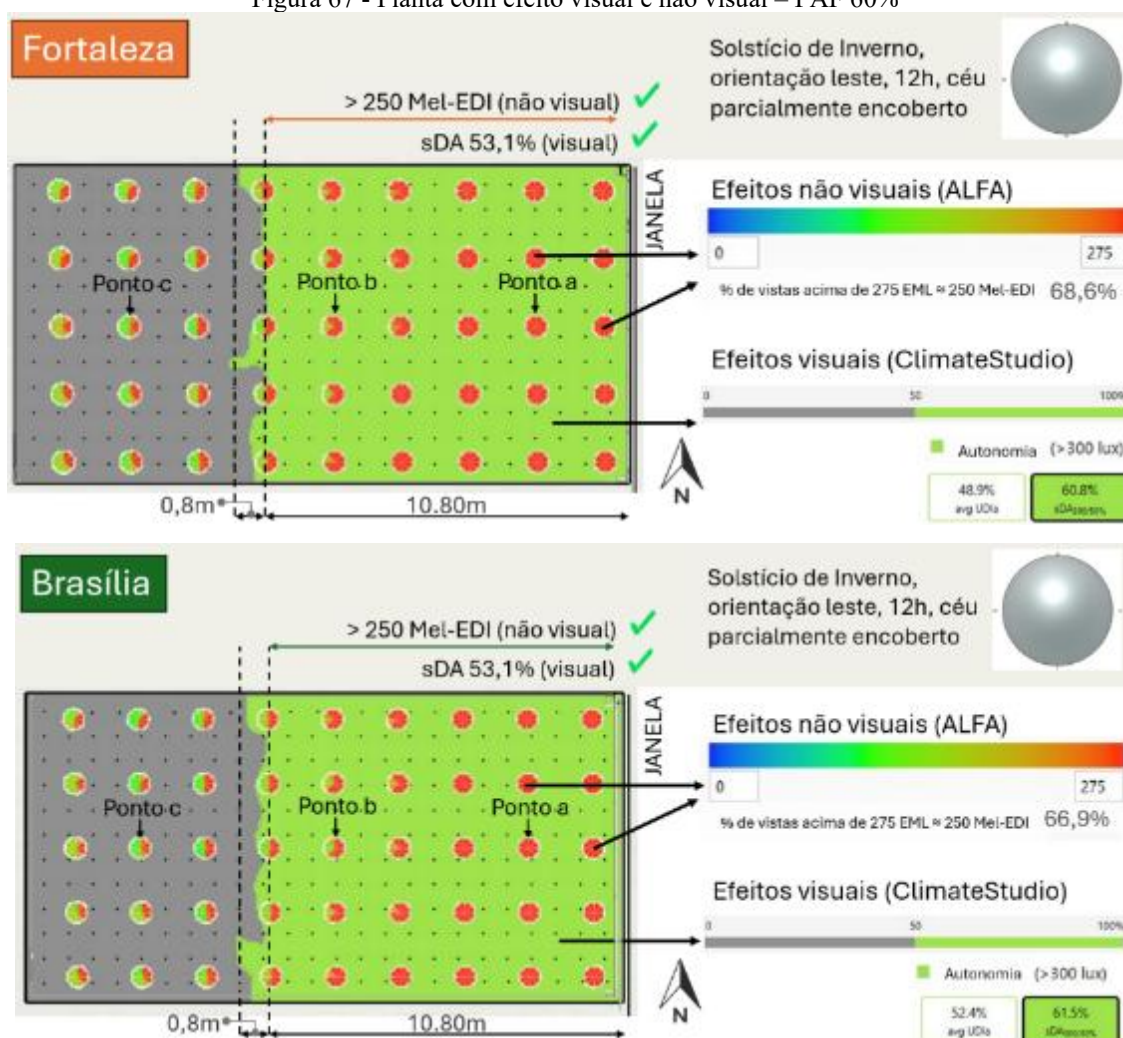 Figura 67 - Planta com efeito visual e não visual – PAF 60%
Fortaleza
Solstício de Inverno,
orientação leste, 12h, céu
parcialmente encoberto
> 250 Mel-EDI (não visual)
sDA 53,1% (visual)
JANELA
Efeitos não visuais (ALFA)
0
275
% de vistas acima de 275 EML ≈ 250 Mel-EDI 68,6%
Ponto c
Ponto b
Ponto a
Efeitos visuais (ClimateStudio)
0 50 100%
Autonomia (>300 lux)
48.9% 60.8%
avg UDIa
N
0,8m
10.80m
Brasília
Solstício de Inverno,
orientação leste, 12h, céu
parcialmente encoberto
> 250 Mel-EDI (não visual)
sDA 53,1% (visual)
JANELA
Efeitos não visuais (ALFA)
0
275
% de vistas acima de 275 EML ≈ 250 Mel-EDI 66,9%
Ponto c
Ponto b
Ponto a
Efeitos visuais (ClimateStudio)
0 50 100%
Autonomia (>300 lux)
52.4% 61.5%
avg UDIa
N
0,8m
10.80m